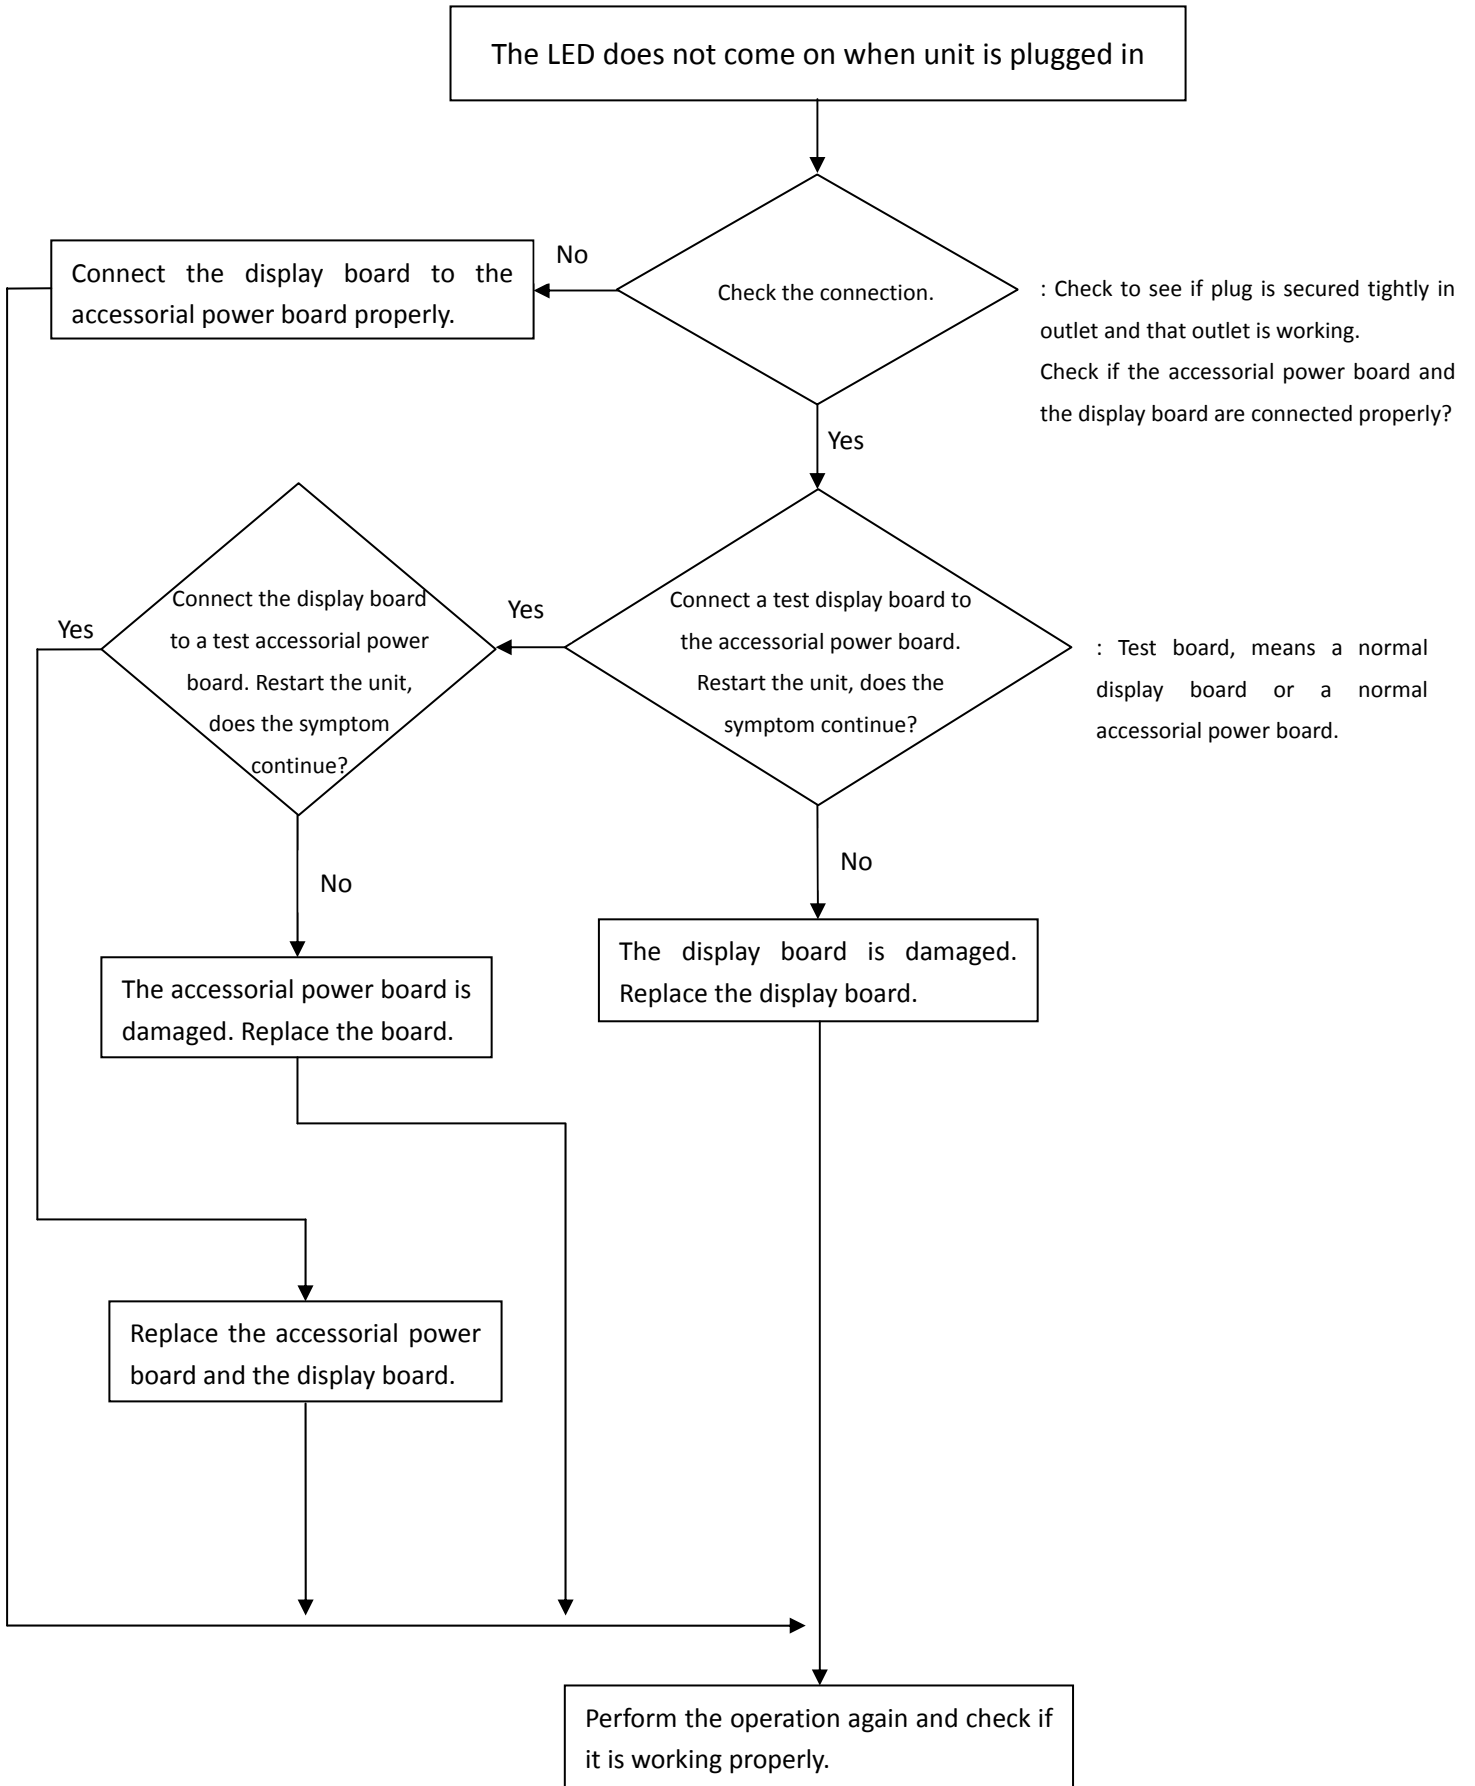 The LED does not come on when unit is plugged in
No
Connect the display board to the
accessorial power board properly.
Check the connection.
: Check to see if plug is secured tightly in
outlet and that outlet is working.
Check if the accessorial power board and
the display board are connected properly?
Yes
Yes
Connect the display board
to a test accessorial power
board. Restart the unit,
does the symptom
continue?
Yes
Connect a test display board to
the accessorial power board.
Restart the unit, does the
symptom continue?
: Test board, means a normal
display board or a normal
accessorial power board.
No
No
The accessorial power board is
damaged. Replace the board.
The display board is damaged.
Replace the display board.
Replace the accessorial power
board and the display board.
Perform the operation again and check if
it is working properly.